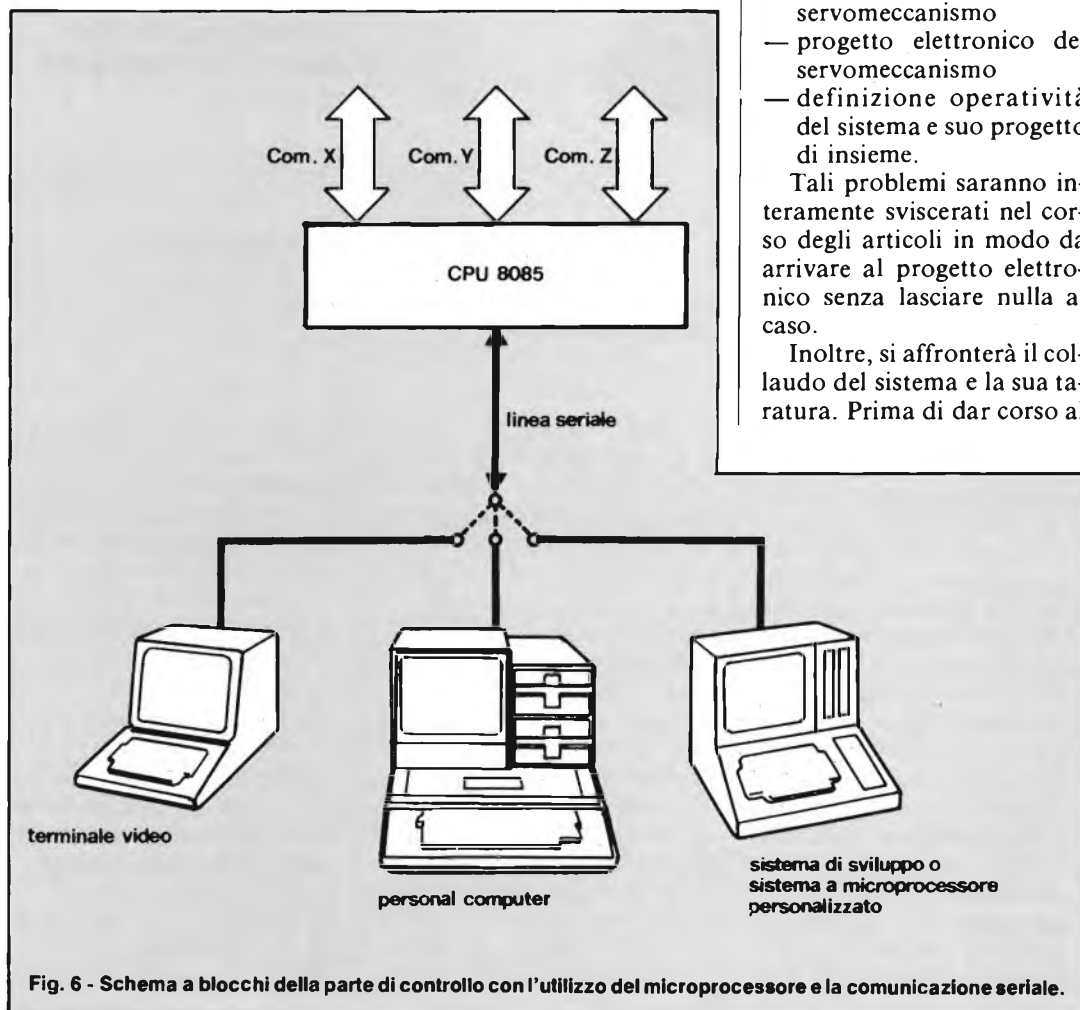 servomeccanismo
— progetto elettronico de
servomeccanismo
— definizione operatività
del sistema e suo progetto
di insieme.
Tali problemi saranno in-
teramente sviscerati nel cor-
so degli articoli in modo da
arrivare al progetto elettro-
nico senza lasciare nulla a
caso.
Inoltre, si affronterà il col-
laudo del sistema e la sua ta-
ratura. Prima di dar corso al
Com. X
Com. Y
Com. Z
CPU 8085
linea seriale
terminale video
personal computer
sistema di sviluppo o
sistema a microprocessore
personalizzato
Fig. 6 - Schema a blocchi della parte di controllo con l'utilizzo del microprocessore e la comunicazione seriale.